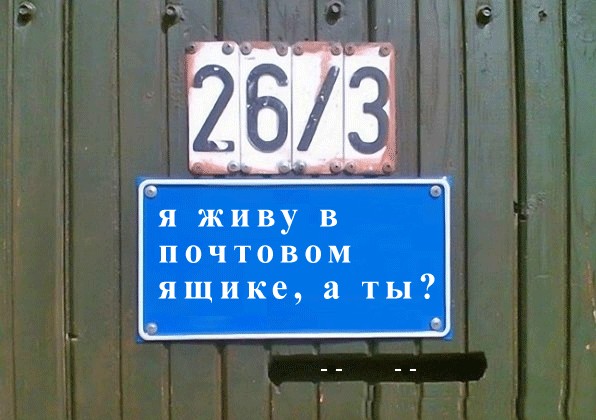 26/3
я живу в
почтовом
ящике, а ты?
-- --